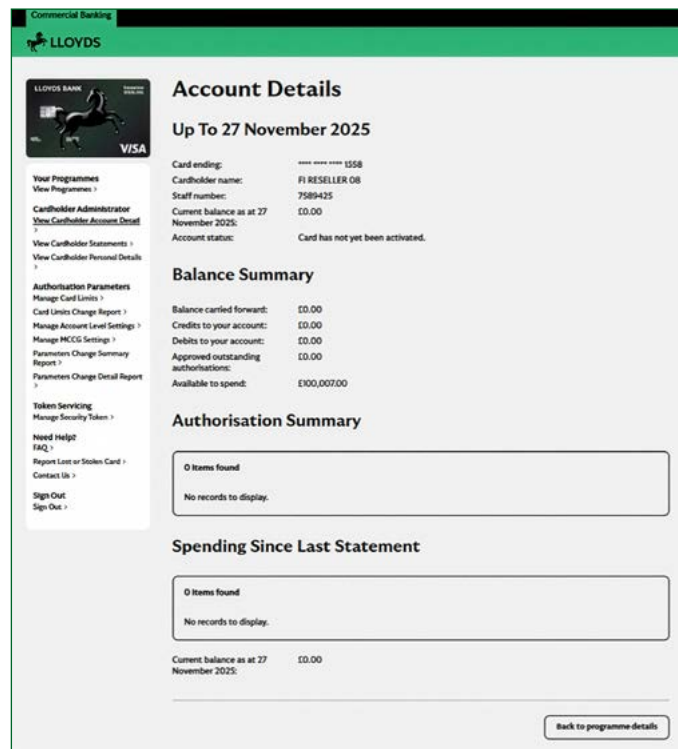 Commercial Banking
LLOYDS
LLOYDS BANK
VISA
Your Programmes
View Programmes >
Cardholder Administrator
View Cardholder Account Detail
>
View Cardholder Statements >
View Cardholder Personal Details
>
Authorisation Parameters
Manage Card Limits >
Card Limits Change Report >
Manage Account Level Settings >
Manage MCCG Settings >
Parameters Change Summary
Report >
Parameters Change Detail Report
>
Token Servicing
Manage Security Token >
Need Help?
FAQ >
Report Lost or Stolen Card >
Contact Us >
Sign Out
Sign Out >
Account Details
Up To 27 November 2025
Card ending: **** **** **** 1558
Cardholder name: FI RESELLER 08
Staff number: 7589425
Current balance as at 27 £0.00
November 2025:
Account status: Card has not yet been activated.
Balance Summary
Balance carried forward: £0.00
Credits to your account: £0.00
Debits to your account: £0.00
Approved outstanding £0.00
authorisations:
Available to spend: £100,007.00
Authorisation Summary
0 Items found
No records to display.
Spending Since Last Statement
0 Items found
No records to display.
Current balance as at 27 £0.00
November 2025:
Back to programme details